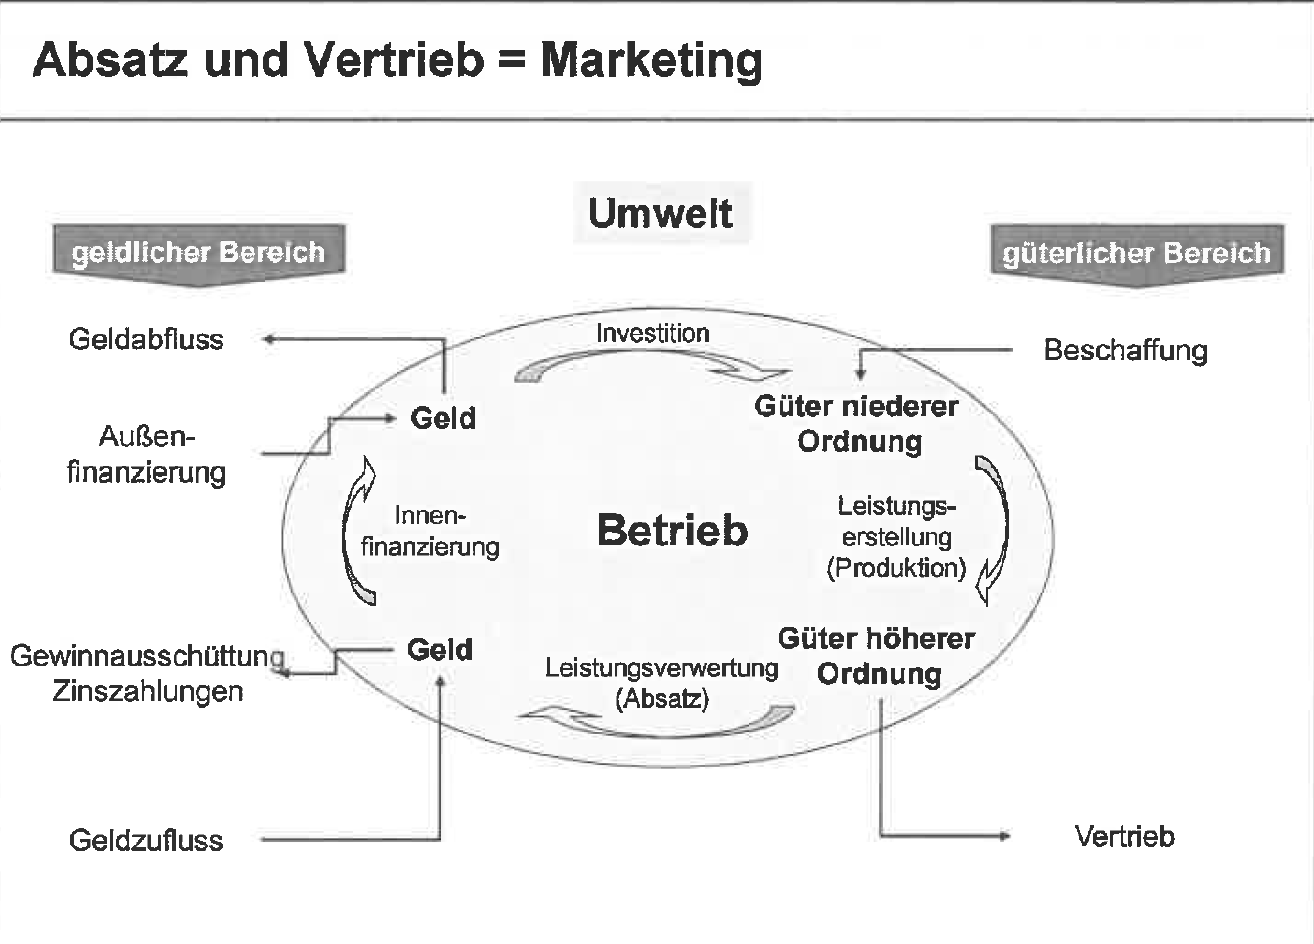 Absatz und Vertrieb = Marketing
Umwelt
geldlicher Bereich
güterlicher Bereich
Geldabfluss
Investition
Beschaffung
Geld
Güter niederer
Ordnung
Außen-
finanzierung
Innen-
finanzierung
Betrieb
Leistungs-
erstellung
(Produktion)
Gewinnausschüttung
Zinszahlungen
Geld
Leistungsverwertung
(Absatz)
Güter höherer
Ordnung
Geldzufluss
Vertrieb